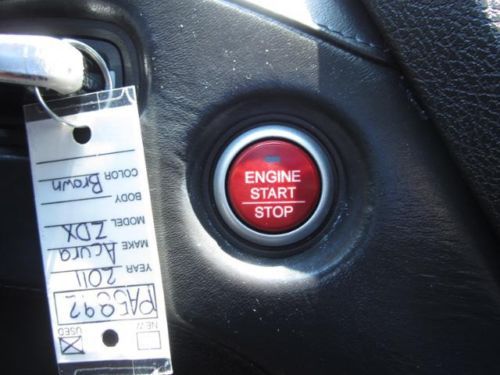 ENGINE
START
STOP
NEW
USED
PA5892
YEAR 2011
MAKE Acura
MODEL ZDX
BODY
COLOR Brown